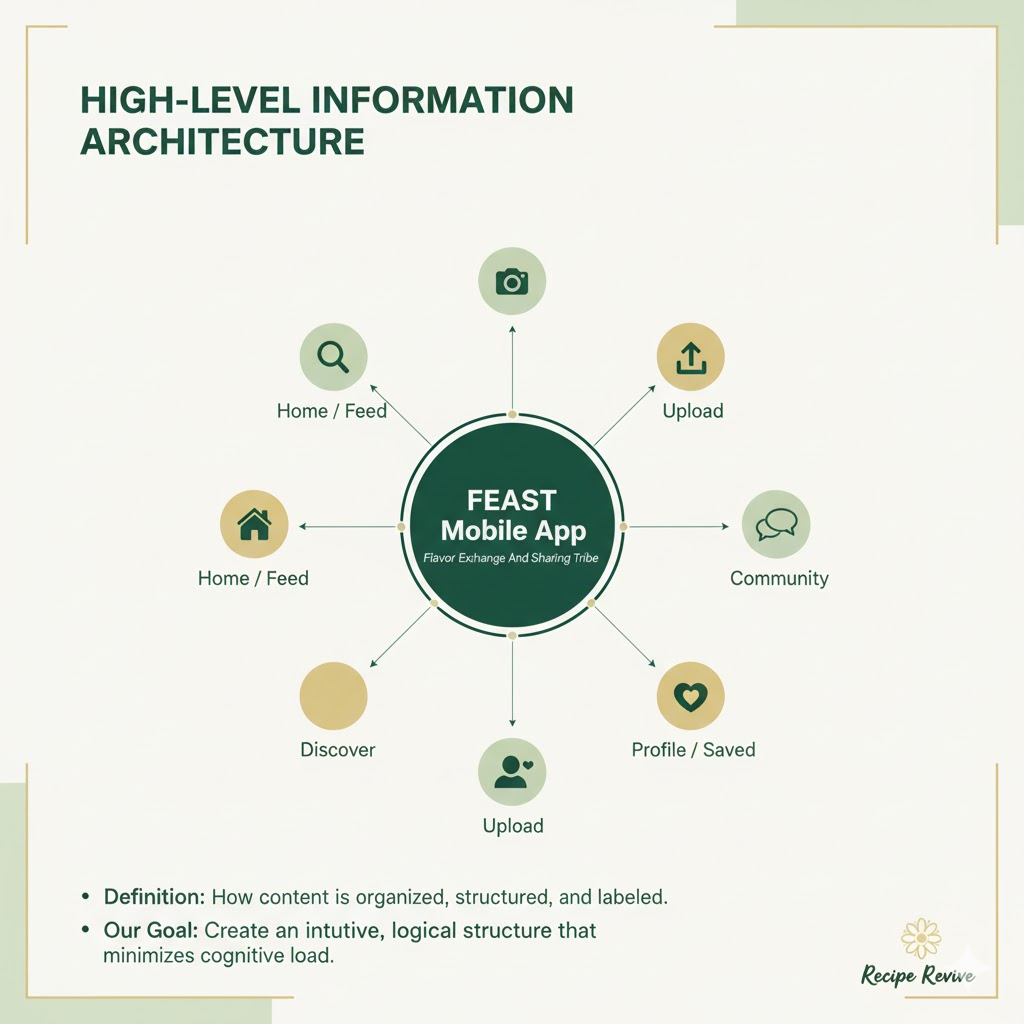 HIGH-LEVEL INFORMATION
ARCHITECTURE
Home / Feed
Upload
FEAST
Mobile App
Flavor Exchange And Sharing Tribe
Home / Feed
Community
Discover
Profile / Saved
Upload
• Definition: How content is organized, structured, and labeled.
• Our Goal: Create an intutive, logical structure that
minimizes cognitive load.
Recipe Revive